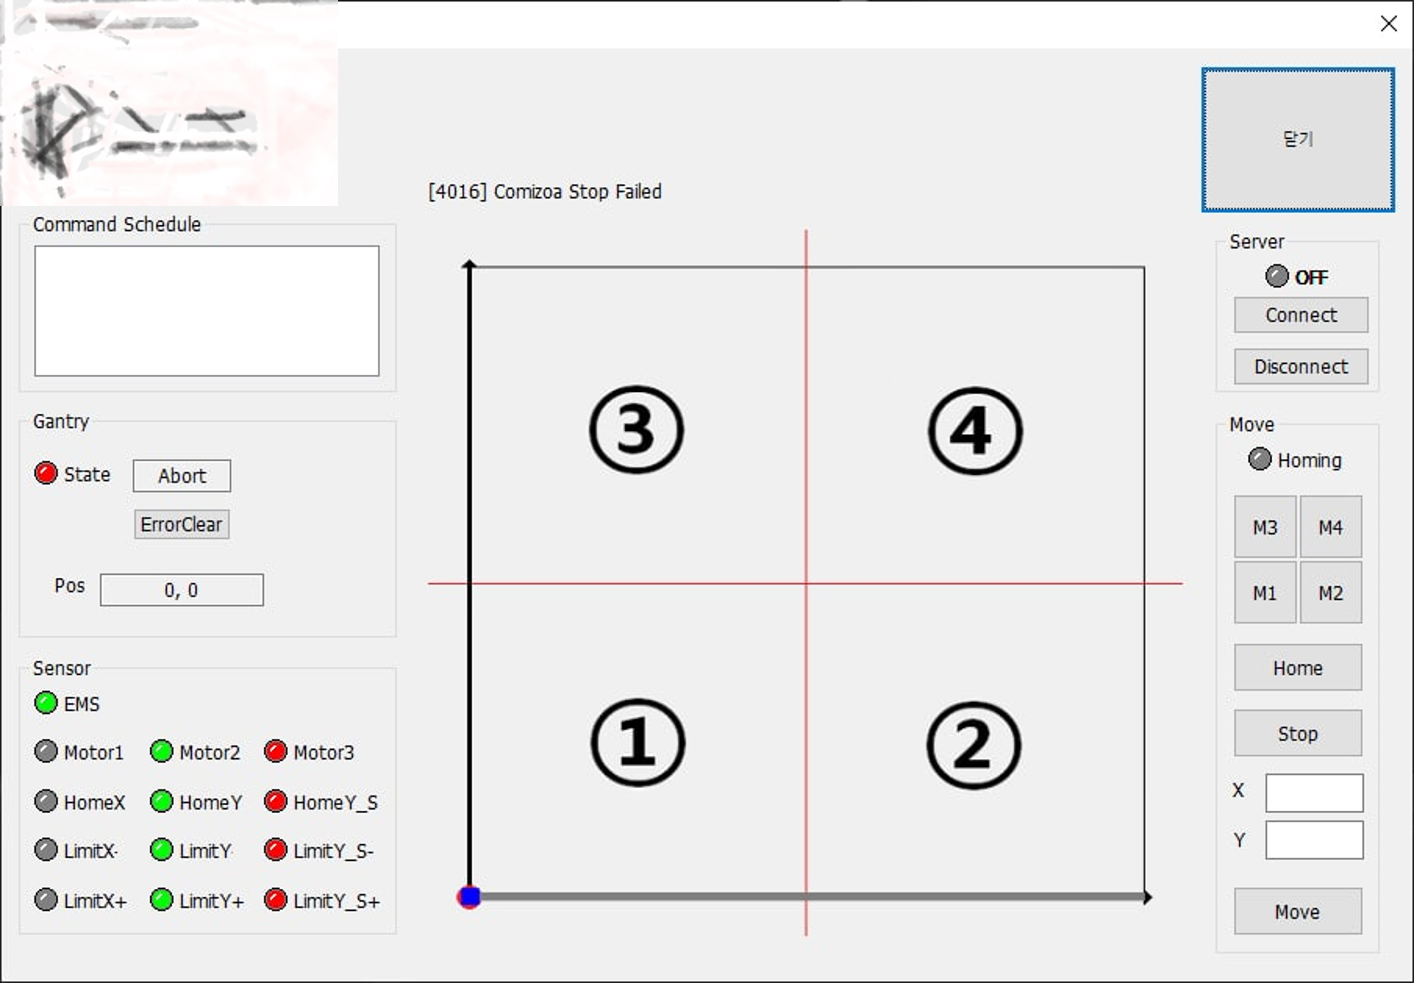 닫기
[4016] Comizoa Stop Failed
Command Schedule
Server
OFF
Connect
Disconnect
③ ④
Gantry
State Abort
ErrorClear
Pos 0, 0
Move
Homing
M3 M4
M1 M2
Sensor
EMS
Motor1 Motor2 Motor3
HomeX HomeY HomeY_S
LimitX- LimitY- LimitY_S-
LimitX+ LimitY+ LimitY_S+
① ②
Home
Stop
X
Y
Move